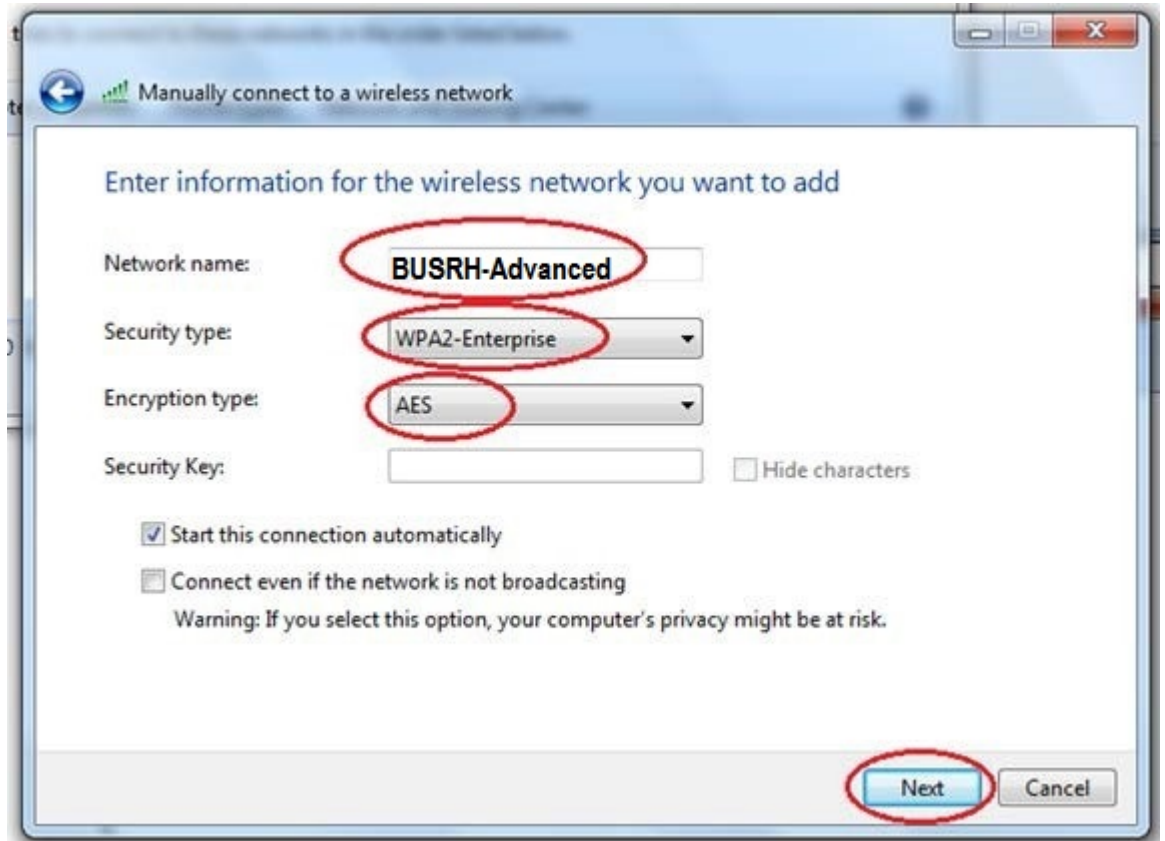 Manually connect to a wireless network
Enter information for the wireless network you want to add
Network name:
BUSRH-Advanced
Security type:
WPA2-Enterprise
Encryption type:
AES
Security Key:
Hide characters
Start this connection automatically
Connect even if the network is not broadcasting
Warning: If you select this option, your computer's privacy might be at risk.
Next
Cancel